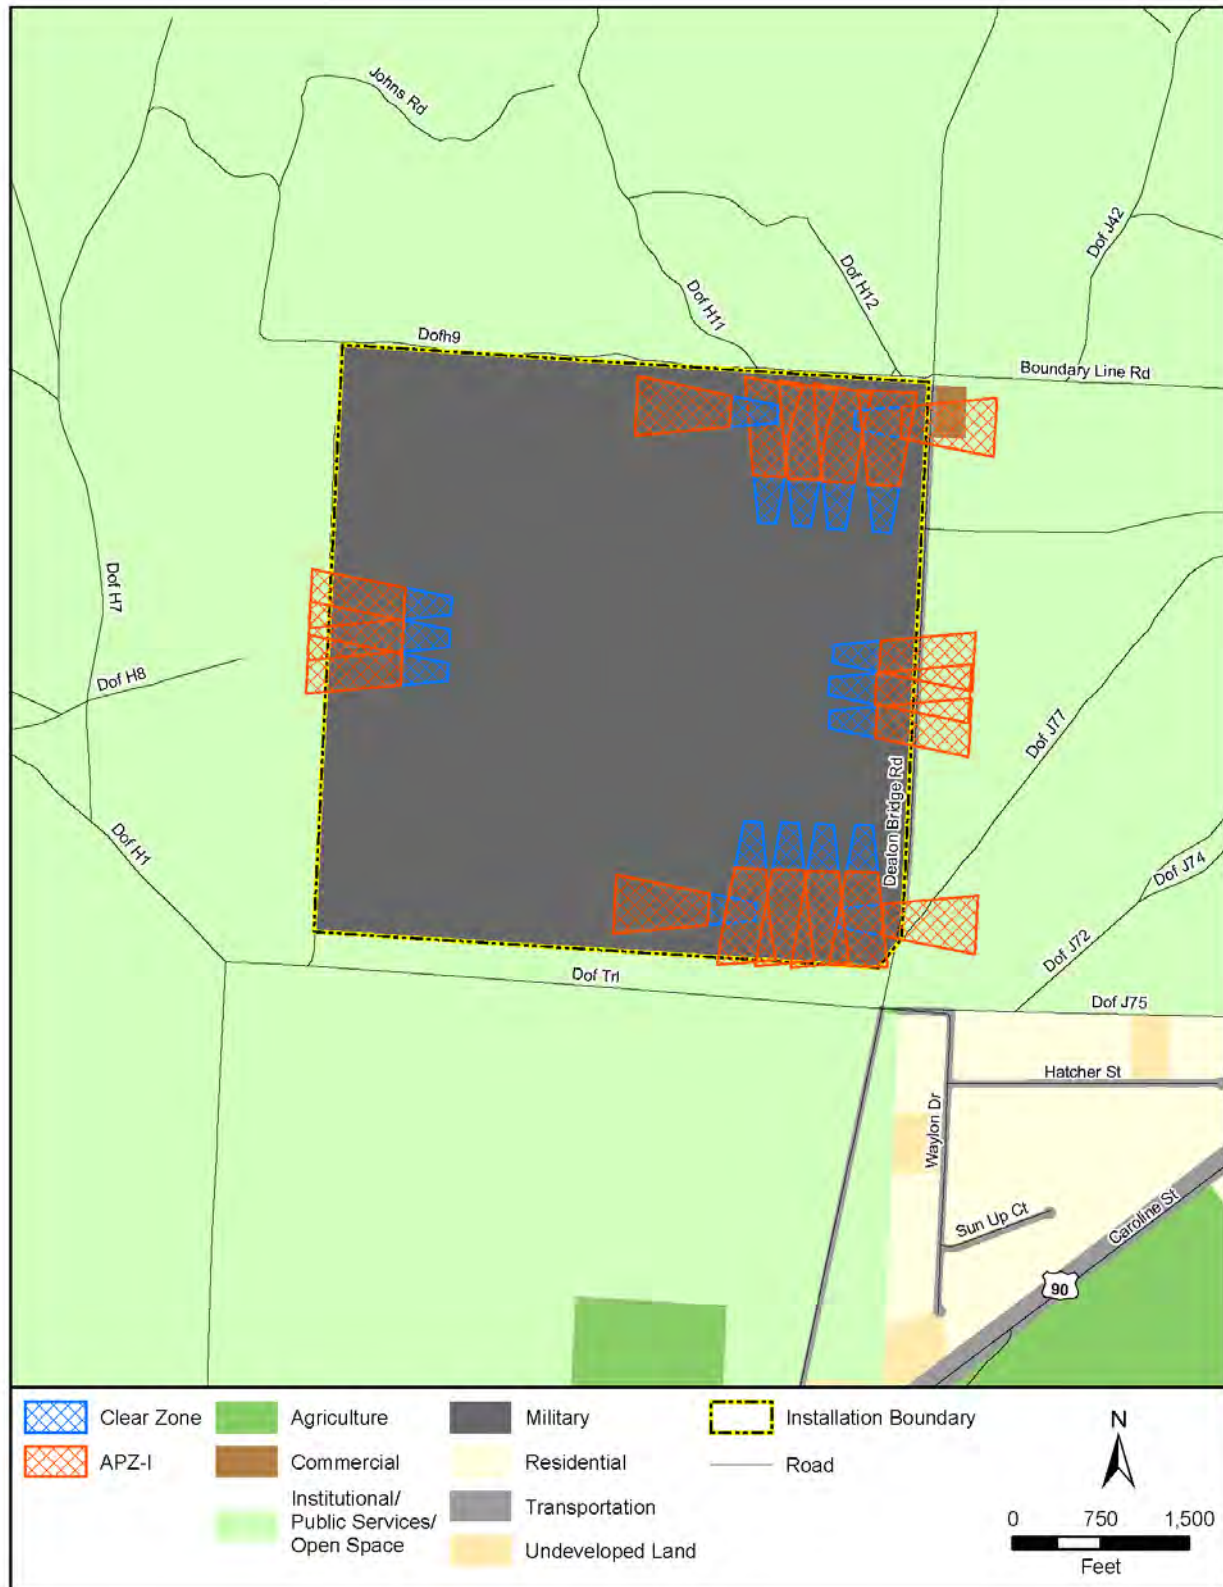 Johns Rd
Dof J42
Dof H12
Dof H11
Dofh9
Boundary Line Rd
Dof H7
Dof H8
Dof J77
Deaton Bridge Rd
Dof H1
Dof J74
Dof J72
Dof Trl
Dof J75
Hatcher St
Waylon Dr
Sun Up Ct
Caroline St
90
Clear Zone
APZ-I
Agriculture
Commercial
Institutional/
Public Services/
Open Space
Military
Residential
Transportation
Undeveloped Land
Installation Boundary
Road
N
0 750 1,500
Feet